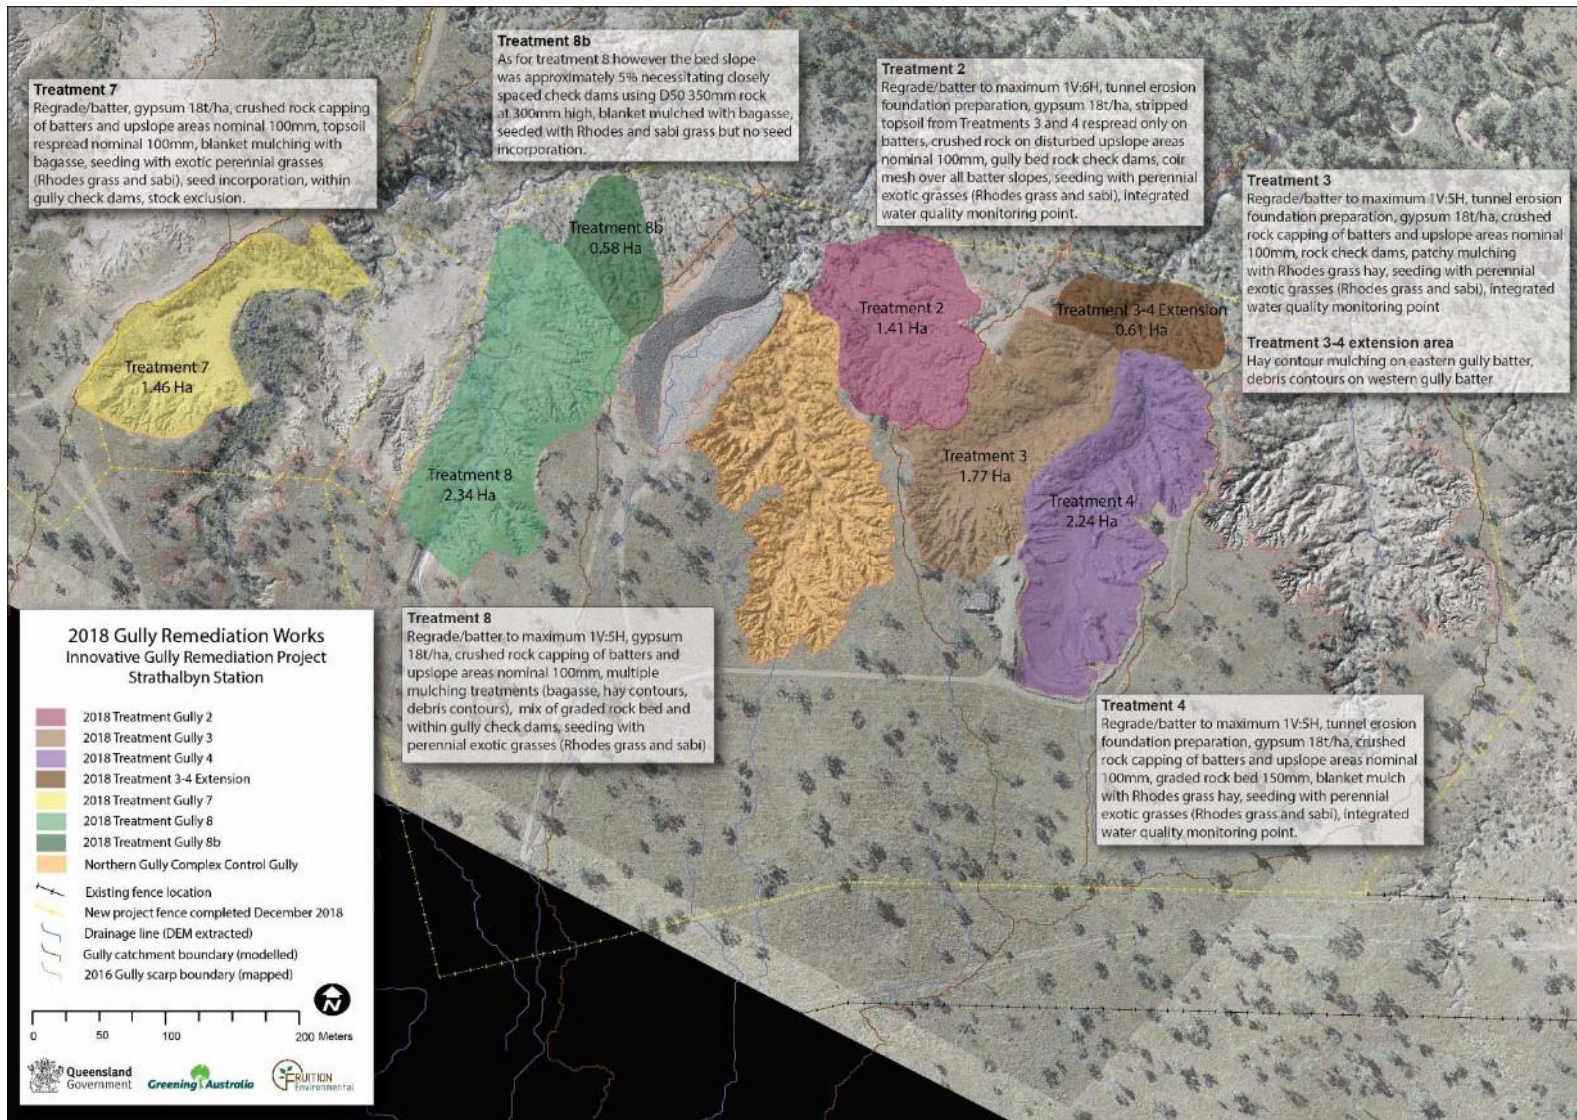 Treatment 7
Regrade/batter, gypsum 18t/ha, crushed rock capping
of batters and upslope areas nominal 100mm, topsoil
respread nominal 100mm, blanket mulching with
bagasse, seeding with exotic perennial grasses
(Rhodes grass and sabi), seed incorporation, within
gully check dams, stock exclusion.
Treatment 8b
As for treatment 8 however the bed slope
was approximately 5% necessitating closely
spaced check dams using D50 350mm rock
at 300mm high, blanket mulched with bagasse,
seeded with Rhodes and sabi grass but no seed
incorporation.
Treatment 2
Regrade/batter to maximum 1V:6H, tunnel erosion
foundation preparation, gypsum 18t/ha, stripped
topsoil from Treatments 3 and 4 respread only on
batters, crushed rock on disturbed upslope areas
nominal 100mm, gully bed rock check dams, coir
mesh over all batter slopes, seeding with perennial
exotic grasses (Rhodes grass and sabi), integrated
water quality monitoring point.
Treatment 3
Regrade/batter to maximum 1V:5H, tunnel erosion
foundation preparation, gypsum 18t/ha, crushed
rock capping of batters and upslope areas nominal
100mm, rock check dams, patchy mulching
with Rhodes grass hay, seeding with perennial
exotic grasses (Rhodes grass and sabi), integrated
water quality monitoring point
Treatment 3-4 extension area
Hay contour mulching on eastern gully batter,
debris contours on western gully batter
Treatment 8b
0.58 Ha
Treatment 2
1.41 Ha
Treatment 3-4 Extension
0.61 Ha
Treatment 7
1.46 Ha
Treatment 8
2.34 Ha
Treatment 3
1.77 Ha
Treatment 4
2.24 Ha
Treatment 8
Regrade/batter to maximum 1V:5H, gypsum
18t/ha, crushed rock capping of batters and
upslope areas nominal 100mm, multiple
mulching treatments (bagasse, hay contours,
debris contours), mix of graded rock bed and
within gully check dams, seeding with
perennial exotic grasses (Rhodes grass and sabi)
Treatment 4
Regrade/batter to maximum 1V:5H, tunnel erosion
foundation preparation, gypsum 18t/ha, crushed
rock capping of batters and upslope areas nominal
100mm, graded rock bed 150mm, blanket mulch
with Rhodes grass hay, seeding with perennial
exotic grasses (Rhodes grass and sabi), integrated
water quality monitoring point.
2018 Gully Remediation Works
Innovative Gully Remediation Project
Strathalbyn Station
2018 Treatment Gully 2
2018 Treatment Gully 3
2018 Treatment Gully 4
2018 Treatment 3-4 Extension
2018 Treatment Gully 7
2018 Treatment Gully 8
2018 Treatment Gully 8b
Northern Gully Complex Control Gully
Existing fence location
New project fence completed December 2018
Drainage line (DEM extracted)
Gully catchment boundary (modelled)
2016 Gully scarp boundary (mapped)
N
0 50 100 200 Meters
Queensland
Government
Greening Australia
FRUITION
Environmental